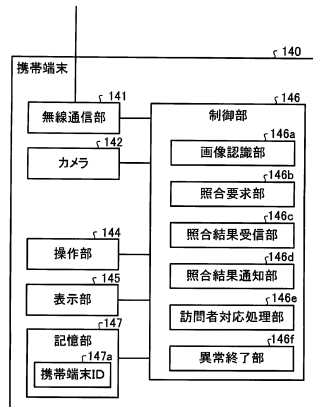 140
携帯端末
141
無線通信部
142
カメラ
144
操作部
145
表示部
147
記憶部
147a
携帯端末ID
146
制御部
146a
画像認識部
146b
照合要求部
146c
照合結果受信部
146d
照合結果通知部
146e
訪問者対応処理部
146f
異常終了部